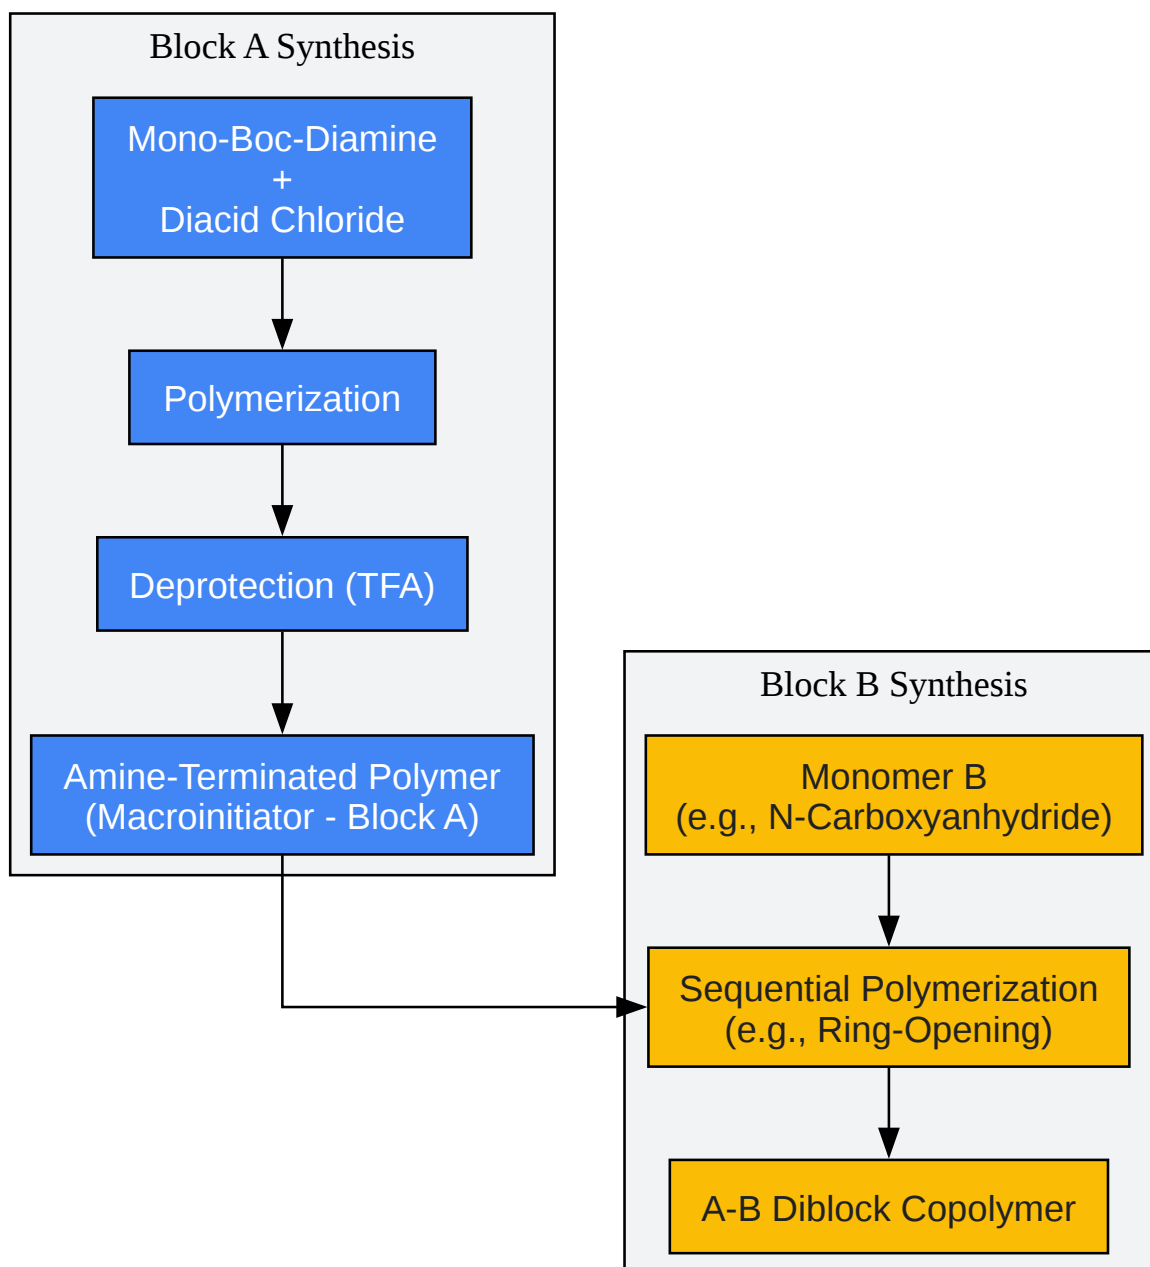 Block A Synthesis
Mono-Boc-Diamine
+
Diacid Chloride
Polymerization
Deprotection (TFA)
Amine-Terminated Polymer
(Macroinitiator - Block A)
Block B Synthesis
Monomer B
(e.g., N-Carboxyanhydride)
Sequential Polymerization
(e.g., Ring-Opening)
A-B Diblock Copolymer